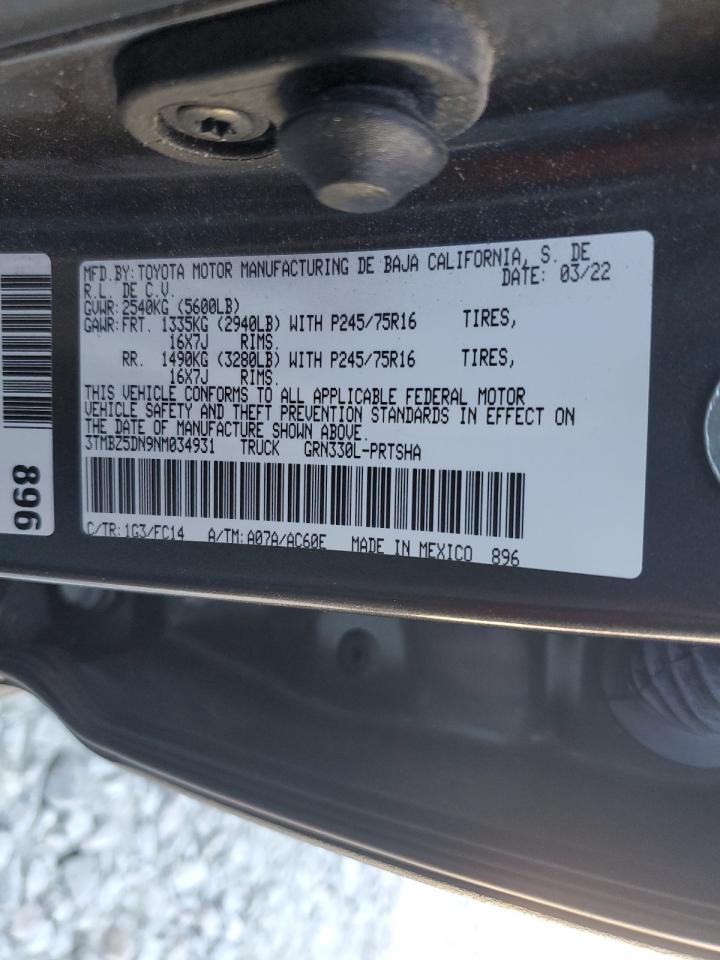 MFD.BY:TOYOTA MOTOR MANUFACTURING DE BAJA CALIFORNIA, S. DE
R.L. DE C.V. DATE: 03/22
GVWR:2540KG (5600LB)
GAWR:FRT. 1335KG (2940LB) WITH P245/75R16 TIRES,
16X7J RIMS.
RR. 1490KG (3280LB) WITH P245/75R16 TIRES,
16X7J RIMS.
THIS VEHICLE CONFORMS TO ALL APPLICABLE FEDERAL MOTOR
VEHICLE SAFETY AND THEFT PREVENTION STANDARDS IN EFFECT ON
THE DATE OF MANUFACTURE SHOWN ABOVE.
3TMBZ5DN9NM034931 TRUCK GRN330L-PRTSHA
C/TR:1G3/FC14 A/TM:A07A/AC60E MADE IN MEXICO 896
896